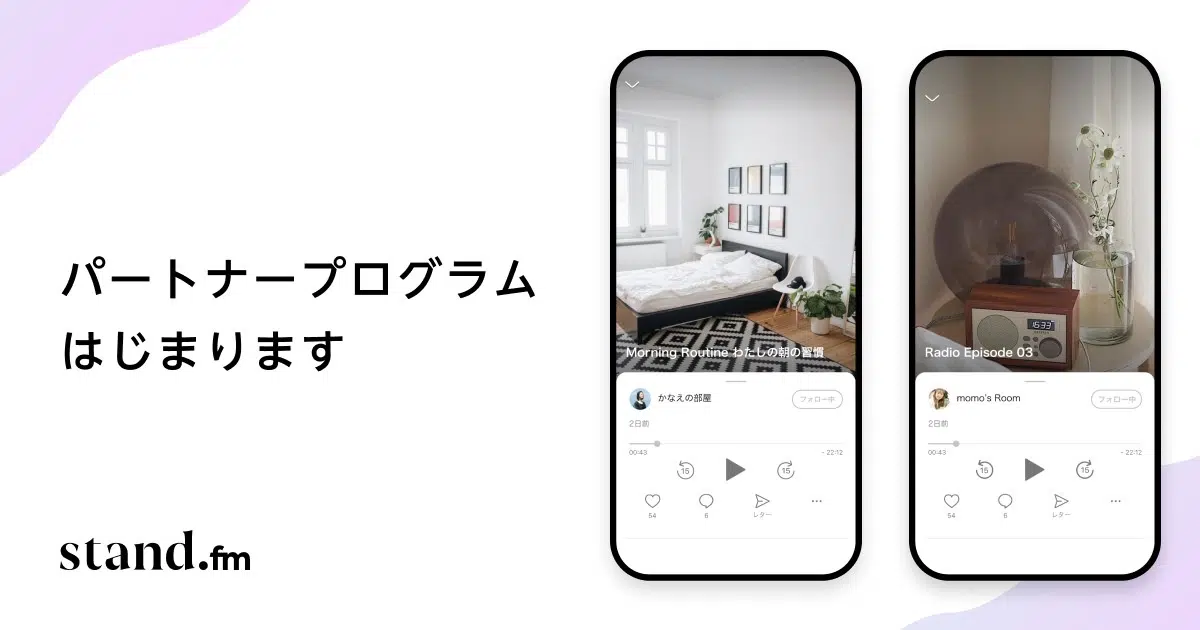 パートナープログラム
はじまります
stand.fm
Morning Routine わたしの朝の習慣
かなえの部屋
フォロー中
2日前
00:43
- 22:12
15
15
54
6
レター
16:33
Radio Episode 03
momo's Room
フォロー中
2日前
00:43
- 22:12
15
15
54
6
レター